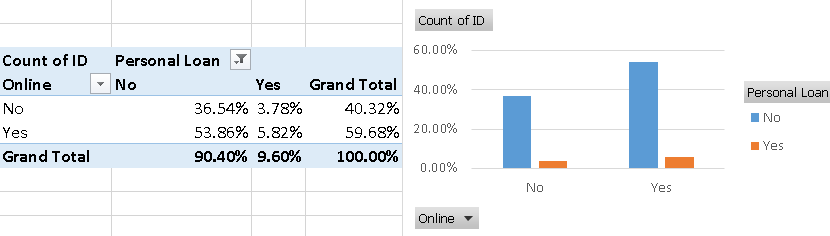 Count of ID Personal Loan
Online No Yes Grand Total
No 36.54% 3.78% 40.32%
Yes 53.86% 5.82% 59.68%
Grand Total 90.40% 9.60% 100.00%
Count of ID
60.00%
40.00%
20.00%
0.00%
No Yes
Personal Loan
No
Yes
Online